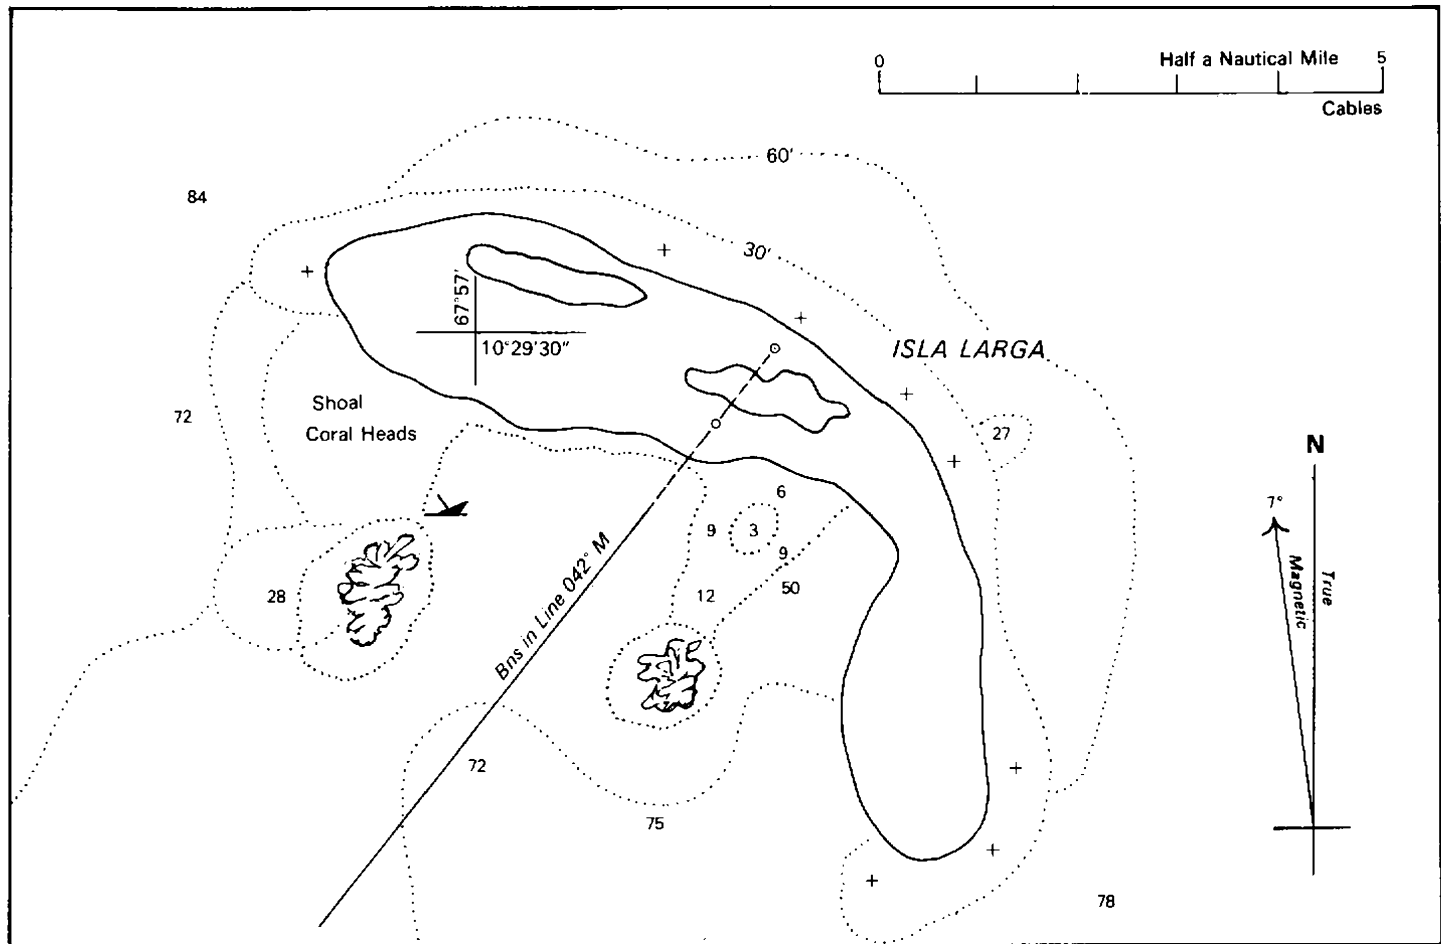 0 Half a Nautical Mile 5
Cables
60'
84
30'
67°57'
10°29'30"
ISLA LARGA
Shoal
Coral Heads
72
27
N
6
9
3
9
7°
True
Magnetic
Bns in Line 042° M
50
28
12
72
75
78